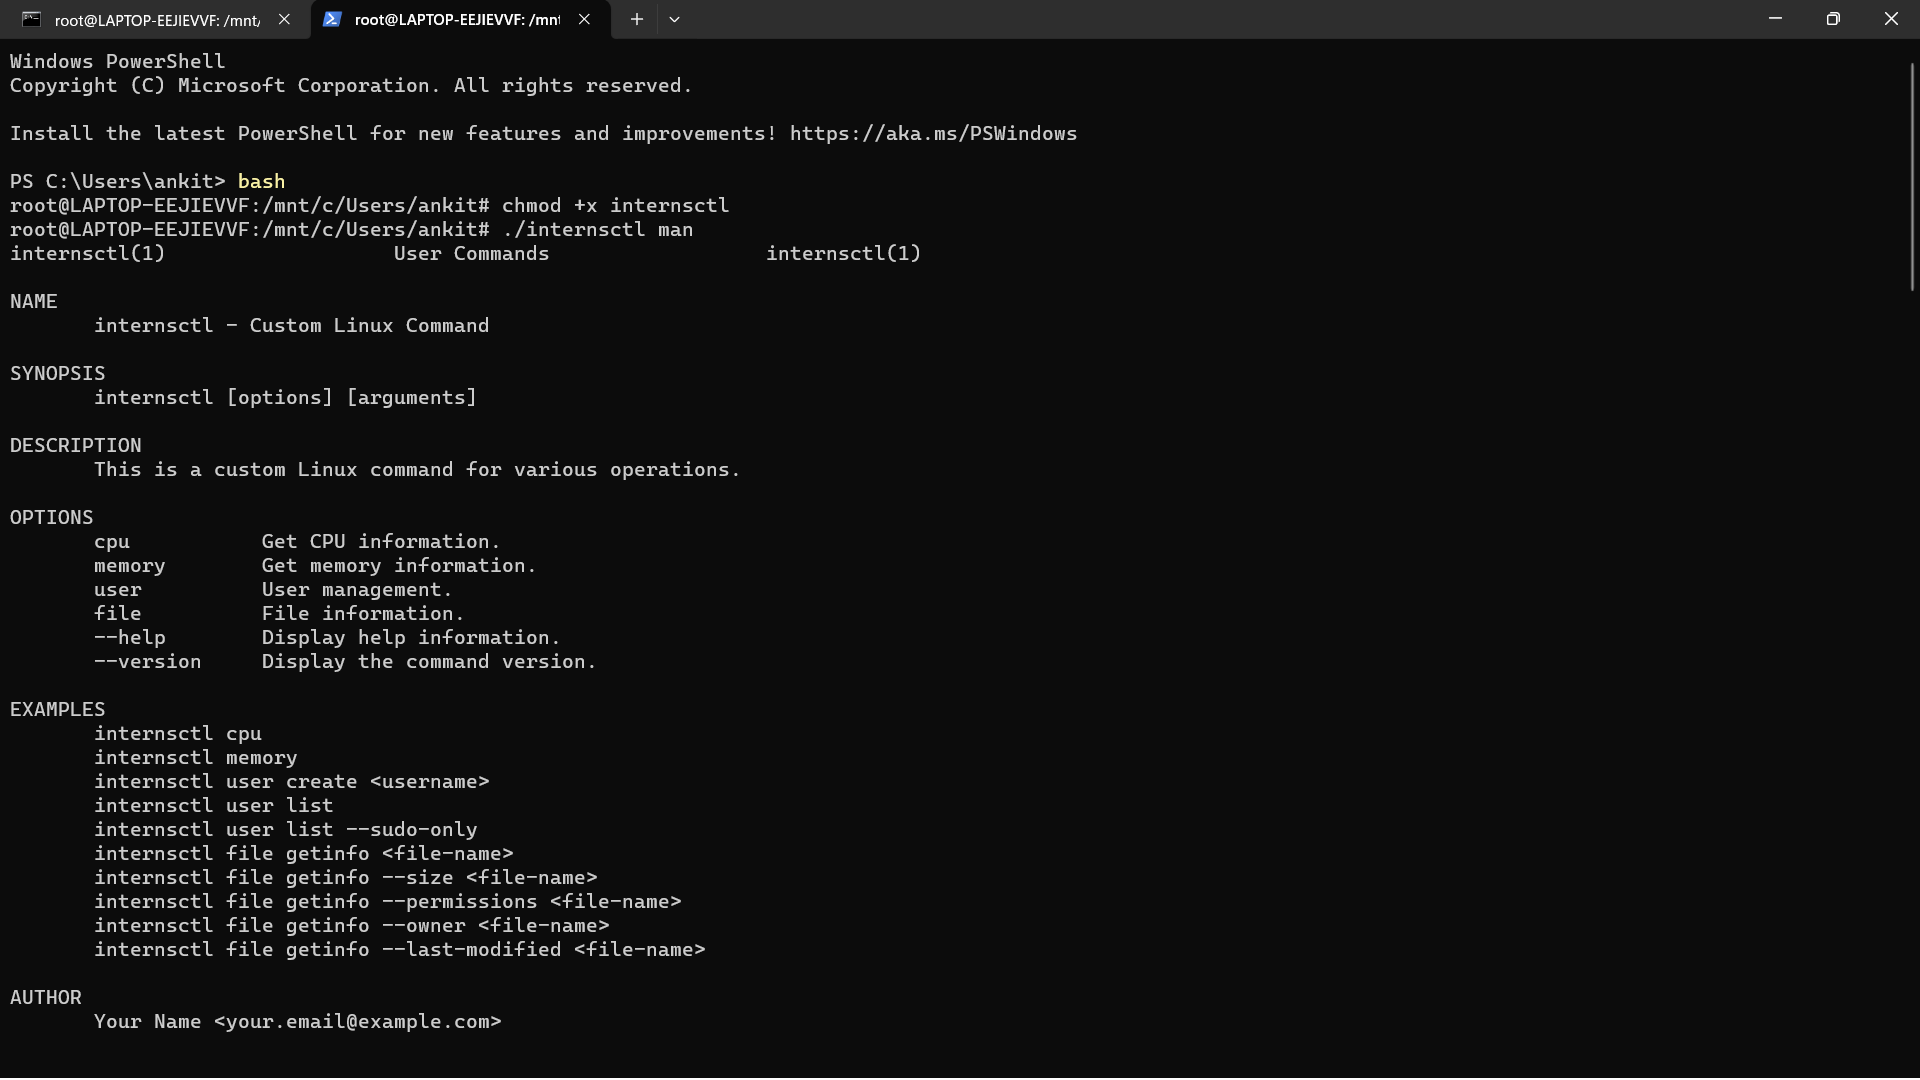 root@LAPTOP-EEJIEVVF: /mnt/
root@LAPTOP-EEJIEVVF: /mnt
Windows PowerShell
Copyright (C) Microsoft Corporation. All rights reserved.
Install the latest PowerShell for new features and improvements! https://aka.ms/PSWindows
PS C:\Users\ankit> bash
root@LAPTOP-EEJIEVVF:/mnt/c/Users/ankit# chmod +x internsctl
root@LAPTOP-EEJIEVVF:/mnt/c/Users/ankit# ./internsctl man
internsctl(1)                   User Commands                  internsctl(1)
NAME
       internsctl - Custom Linux Command
SYNOPSIS
       internsctl [options] [arguments]
DESCRIPTION
       This is a custom Linux command for various operations.
OPTIONS
       cpu           Get CPU information.
       memory        Get memory information.
       user          User management.
       file          File information.
       --help        Display help information.
       --version     Display the command version.
EXAMPLES
       internsctl cpu
       internsctl memory
       internsctl user create <username>
       internsctl user list
       internsctl user list --sudo-only
       internsctl file getinfo <file-name>
       internsctl file getinfo --size <file-name>
       internsctl file getinfo --permissions <file-name>
       internsctl file getinfo --owner <file-name>
       internsctl file getinfo --last-modified <file-name>
AUTHOR
       Your Name <your.email@example.com>